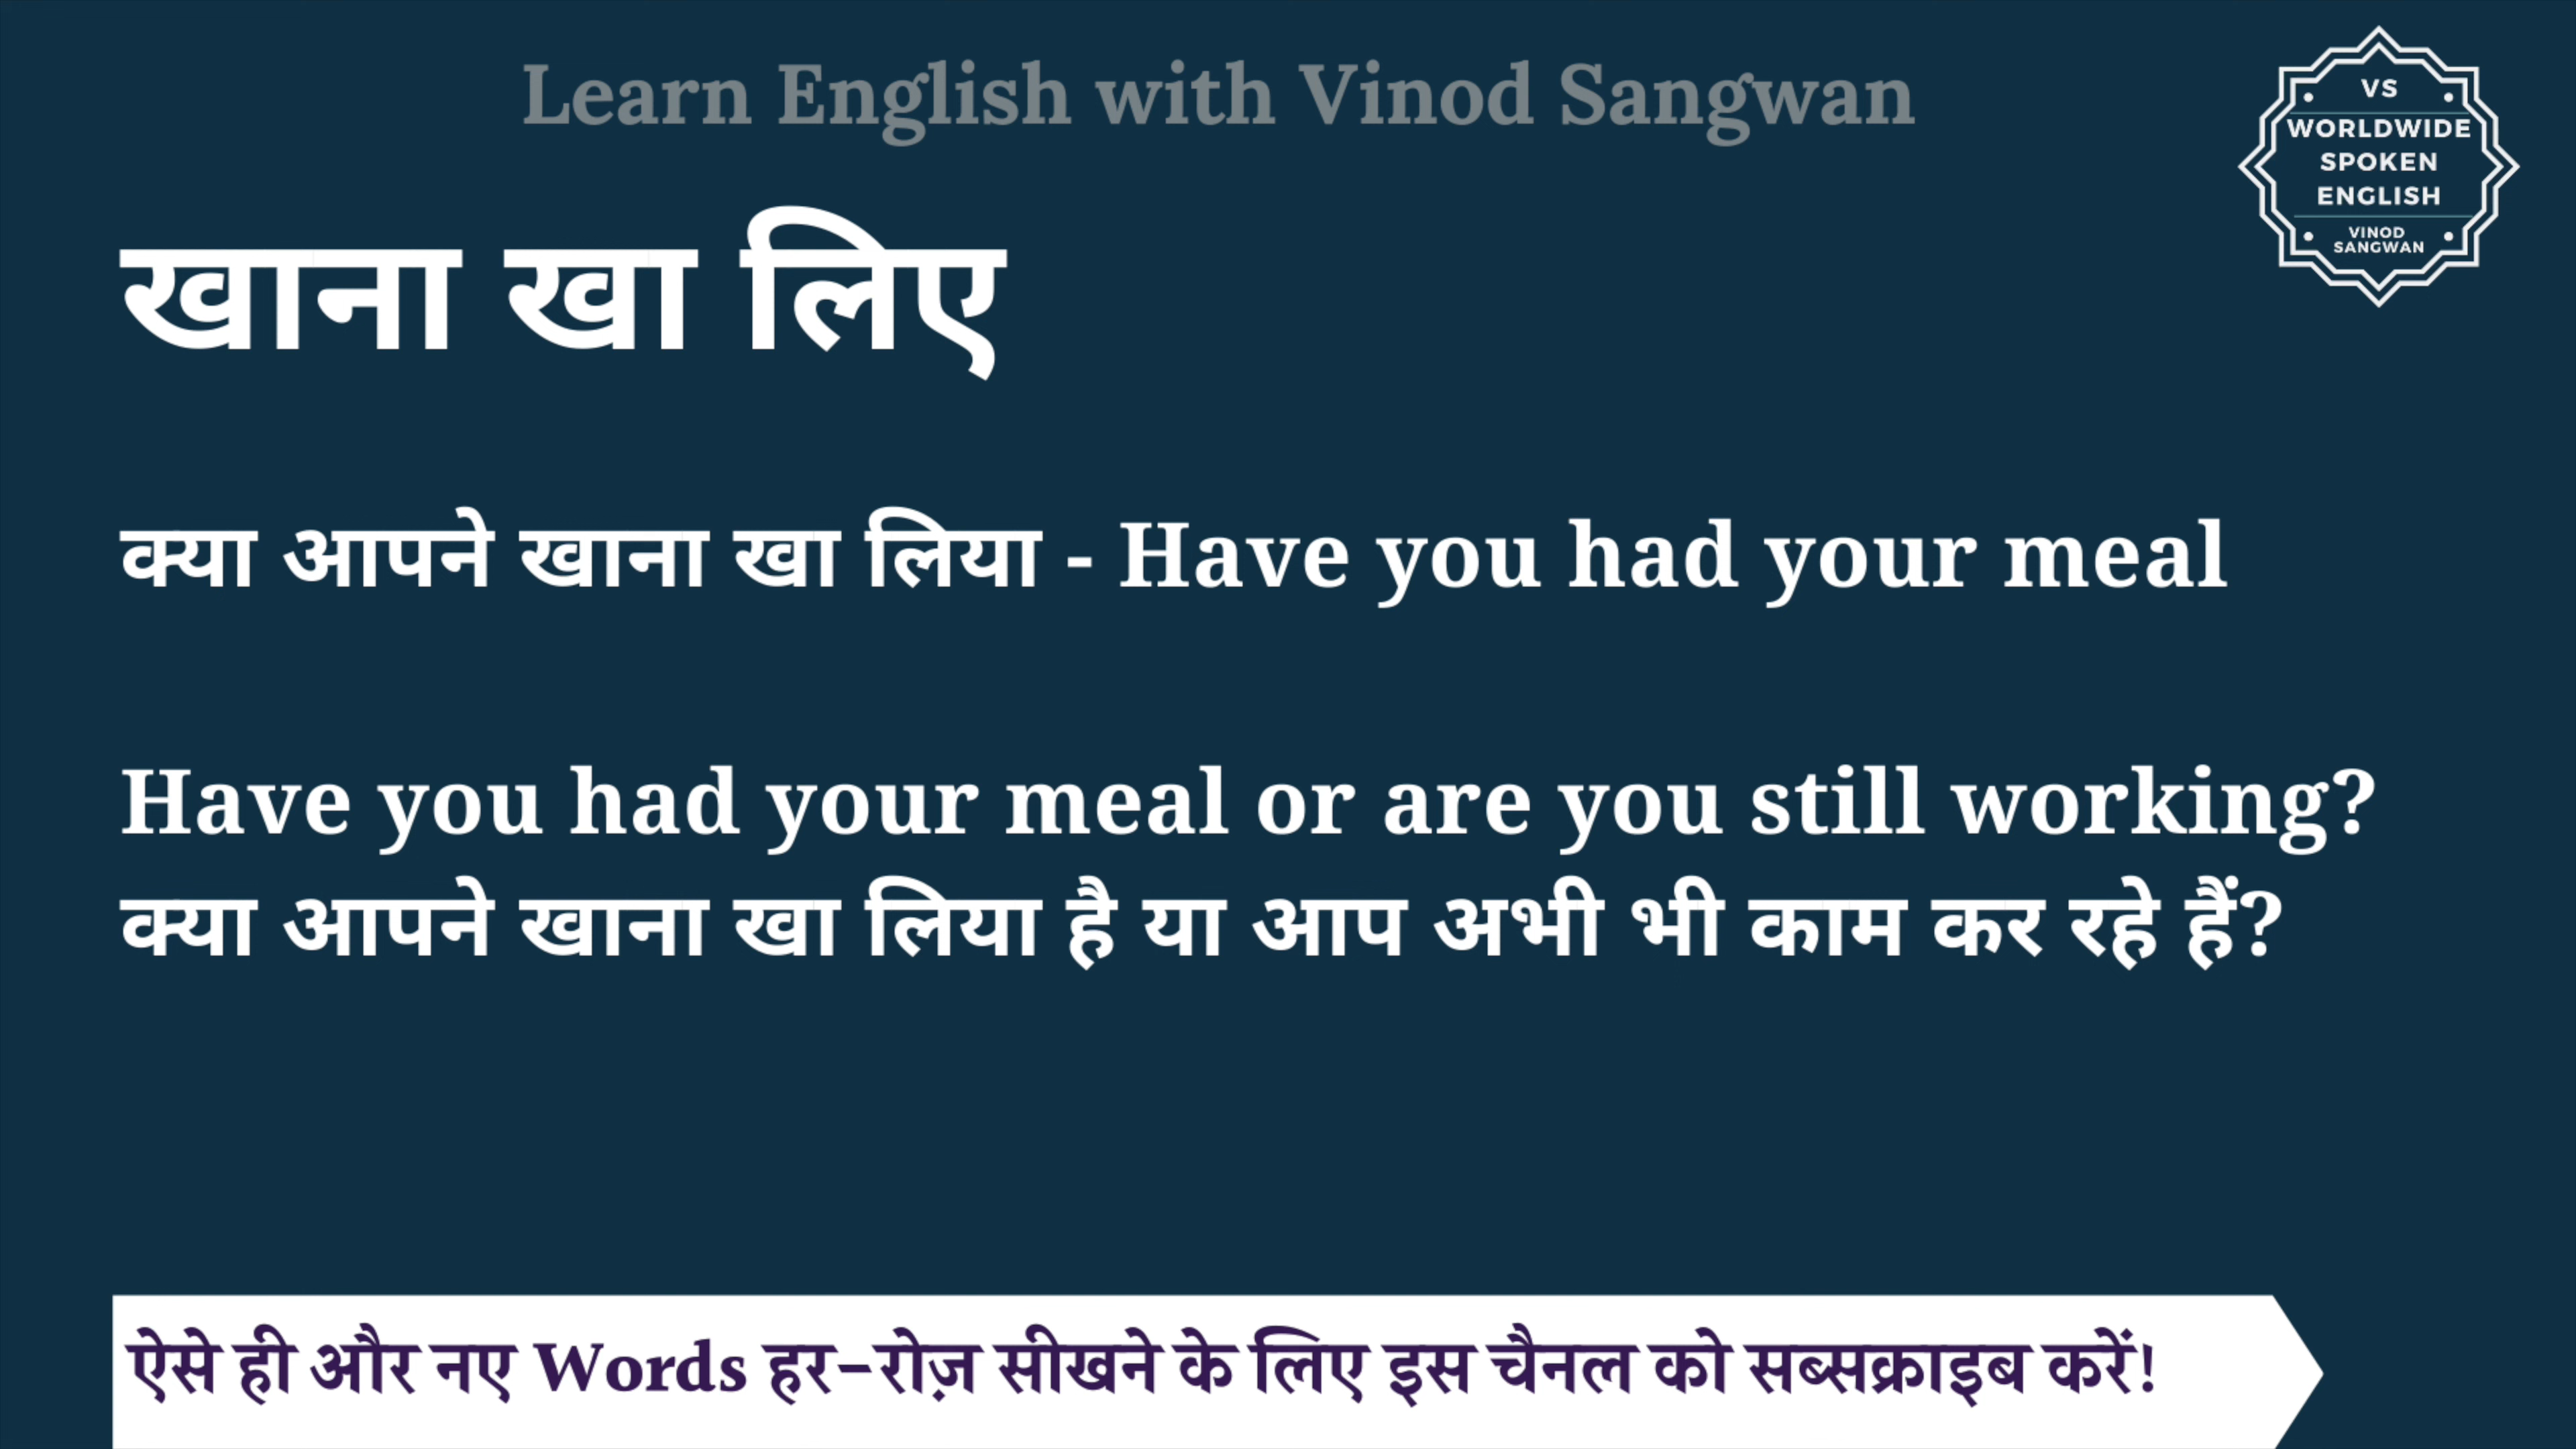 Learn English with Vinod Sangwan
VS
WORLDWIDE
SPOKEN
ENGLISH
VINOD
SANGWAN
खाना खा लिए
क्या आपने खाना खा लिया - Have you had your meal
Have you had your meal or are you still working?
क्या आपने खाना खा लिया है या आप अभी भी काम कर रहे हैं?
ऐसे ही और नए Words हर-रोज़ सीखने के लिए इस चैनल को सब्सक्राइब करें!